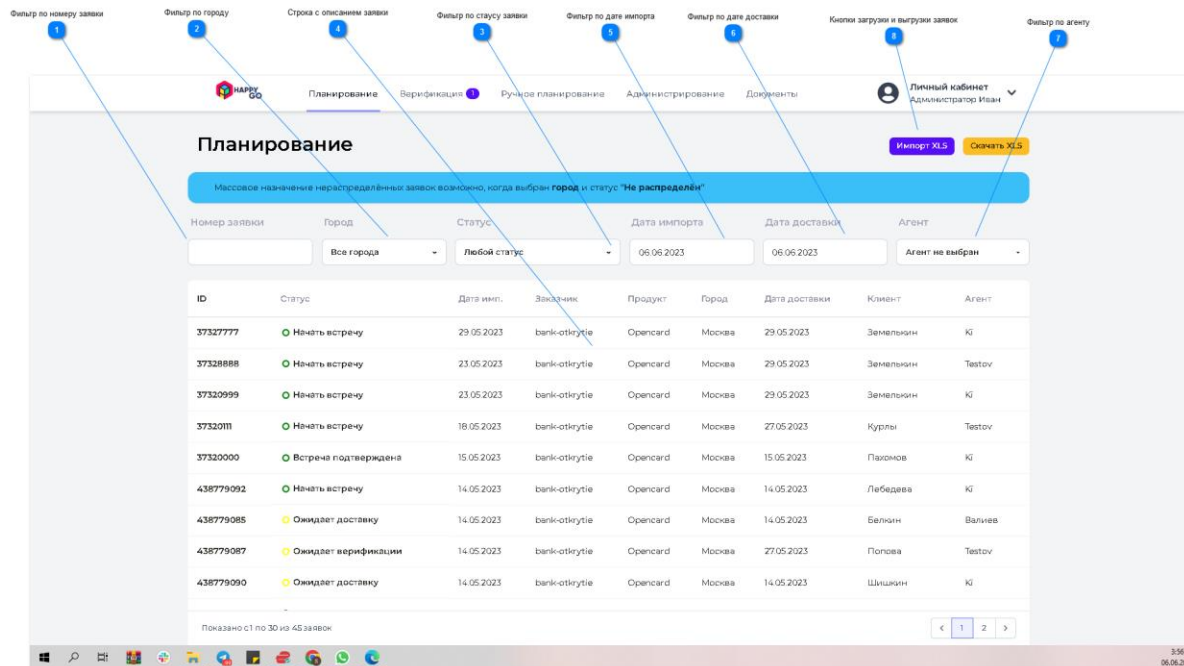 Фильтр по номеру заявки
Фильтр по городу
Строка с описанием заявки
Фильтр по стаусу заявки
Фильтр по дате импорта
Фильтр по дате доставки
Кнопки загрузки и выгрузки заявок
Фильтр по агенту
1
2
4
3
5
6
8
7
HAPPY GO
Планирование Верификация 1 Ручное планирование Администрирование Документы
Личный кабинет
Администратор Иван
Планирование
Импорт XLS Скачать XLS
Массовое назначение нераспределённых заявок возможно, когда выбран город и статус "Не распределён"
Номер заявки Город Статус Дата импорта Дата доставки Агент
Все города Любой статус 06.06.2023 06.06.2023 Агент не выбран
ID Статус Дата имп. Заказчик Продукт Город Дата доставки Клиент Агент
37327777 Начать встречу 29.05.2023 bank-otkrytie Opencard Москва 29.05.2023 Земелькин Ki
37328888 Начать встречу 23.05.2023 bank-otkrytie Opencard Москва 29.05.2023 Земелькин Testov
37320999 Начать встречу 23.05.2023 bank-otkrytie Opencard Москва 29.05.2023 Земелькин Ki
37320111 Начать встречу 18.05.2023 bank-otkrytie Opencard Москва 27.05.2023 Курлы Testov
37320000 Встреча подтверждена 15.05.2023 bank-otkrytie Opencard Москва 15.05.2023 Пахомов Ki
438779092 Начать встречу 14.05.2023 bank-otkrytie Opencard Москва 14.05.2023 Лебедева Ki
438779085 Ожидает доставку 14.05.2023 bank-otkrytie Opencard Москва 14.05.2023 Белкин Валиев
438779087 Ожидает верификации 14.05.2023 bank-otkrytie Opencard Москва 27.05.2023 Попова Testov
438779090 Ожидает доставку 14.05.2023 bank-otkrytie Opencard Москва 14.05.2023 Шишкин Ki
Показано с 1 по 30 из 45 заявок
1 2
3:56